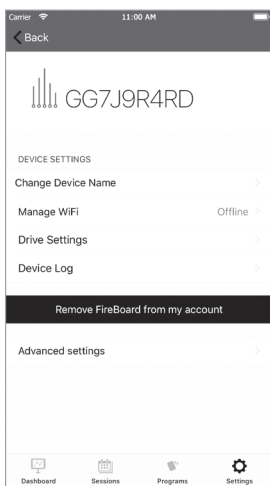 Carrier 11:00 AM
Back
GG7J9R4RD
DEVICE SETTINGS
Change Device Name
Manage WiFi Offline
Drive Settings
Device Log
Remove FireBoard from my account
Advanced settings
Dashboard Sessions Programs Settings